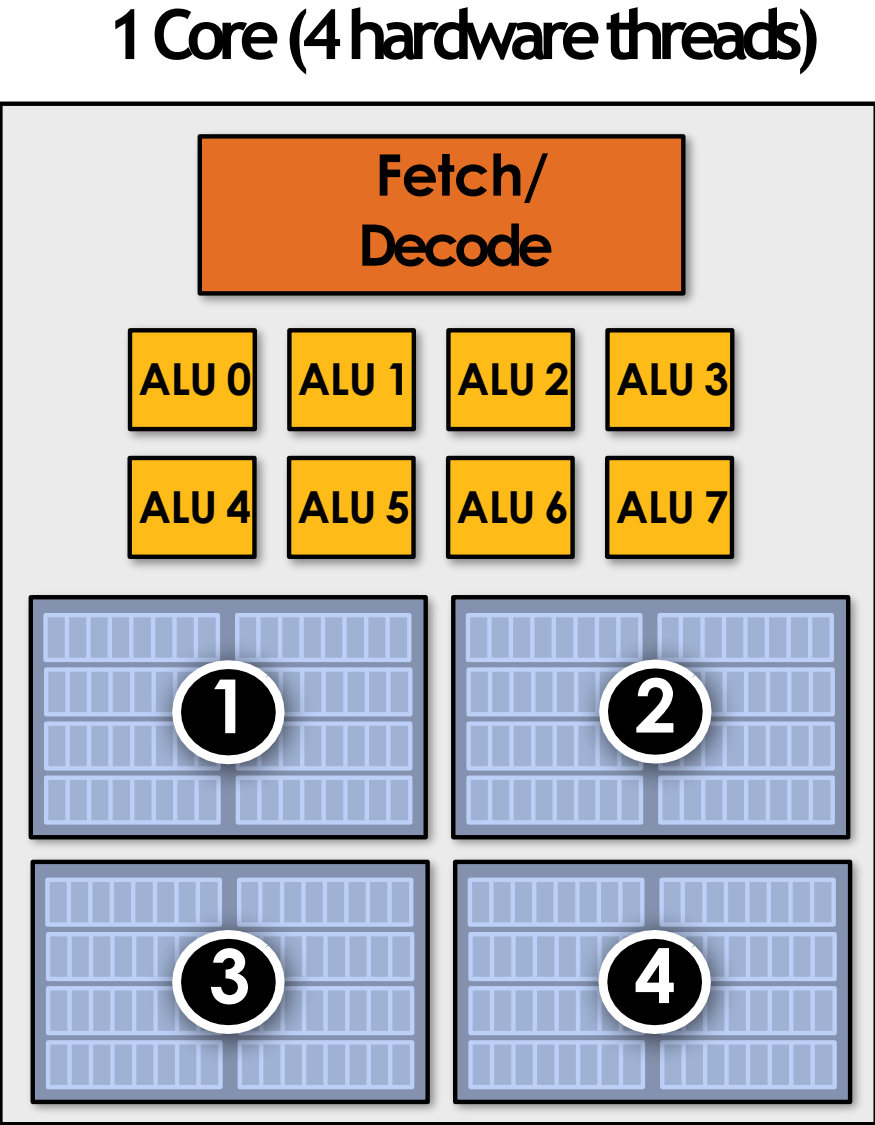 1 Core (4 hardware threads)
Fetch/
Decode
ALU 0 ALU 1 ALU 2 ALU 3
ALU 4 ALU 5 ALU 6 ALU 7
1 2
3 4